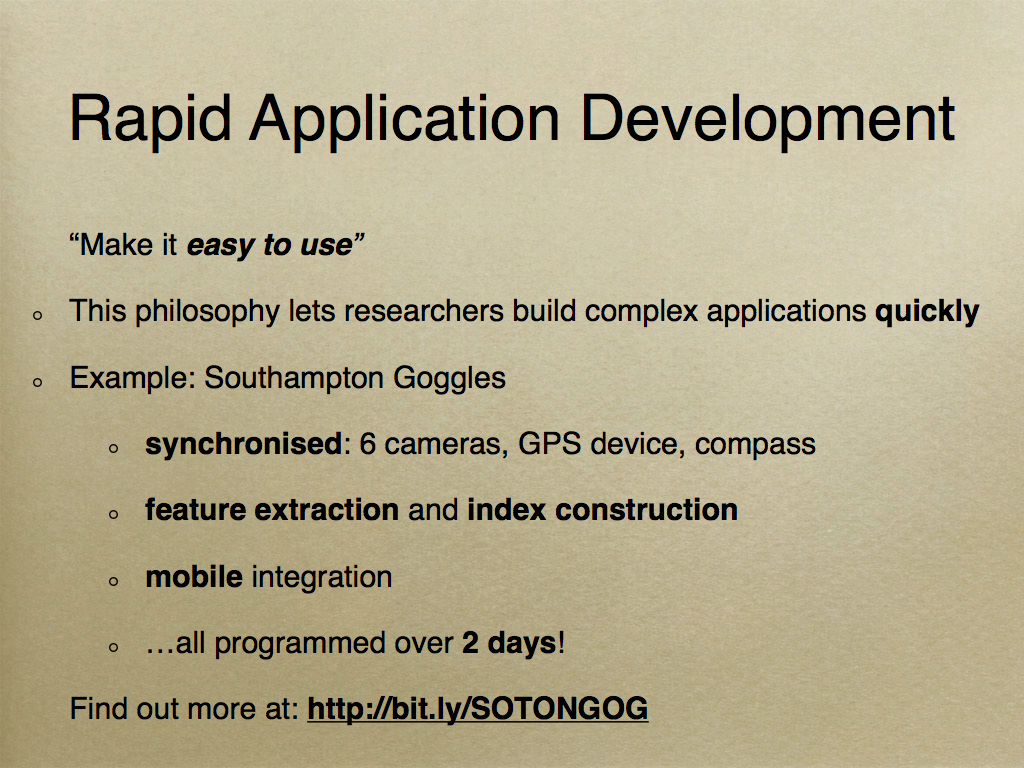 Rapid Application Development
“Make it easy to use”
This philosophy lets researchers build complex applications quickly
Example: Southampton Goggles
synchronised: 6 cameras, GPS device, compass
feature extraction and index construction
mobile integration
…all programmed over 2 days!
Find out more at: http://bit.ly/SOTONGOG